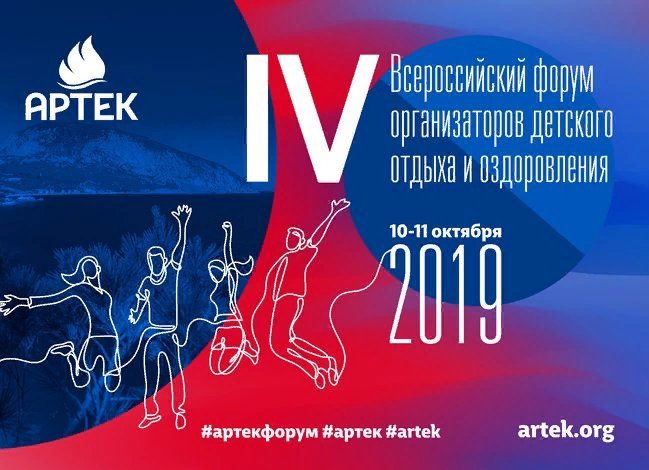 АРТЕК
IV
Всероссийский форум
организаторов детского
отдыха и оздоровления
10-11 октября
2019
#артекфорум #артек #artek
artek.org